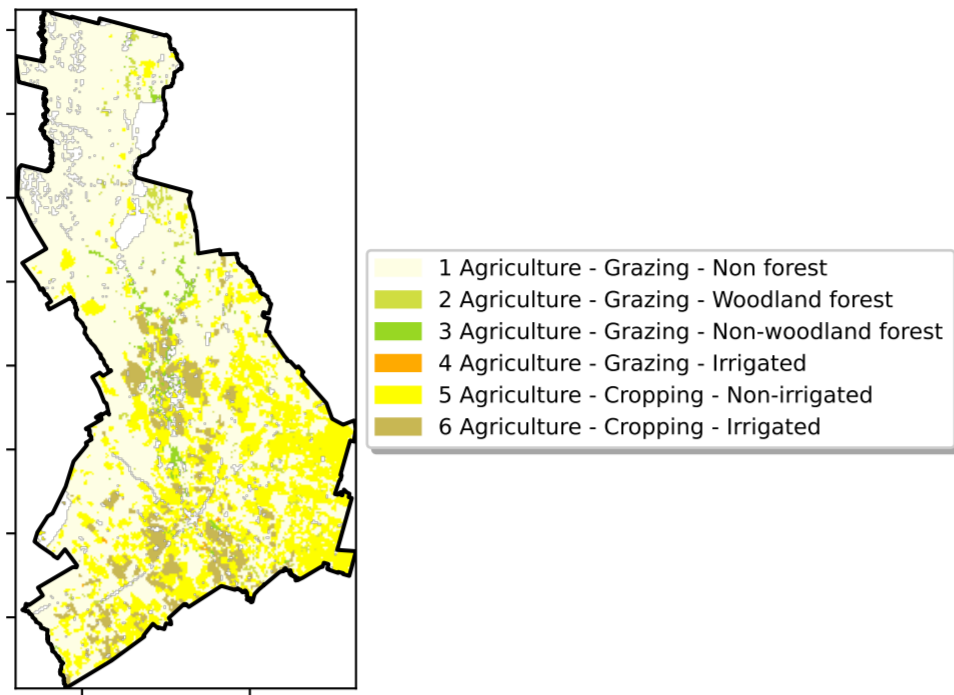 1 Agriculture - Grazing - Non forest
2 Agriculture - Grazing - Woodland forest
3 Agriculture - Grazing - Non-woodland forest
4 Agriculture - Grazing - Irrigated
5 Agriculture - Cropping - Non-irrigated
6 Agriculture - Cropping - Irrigated